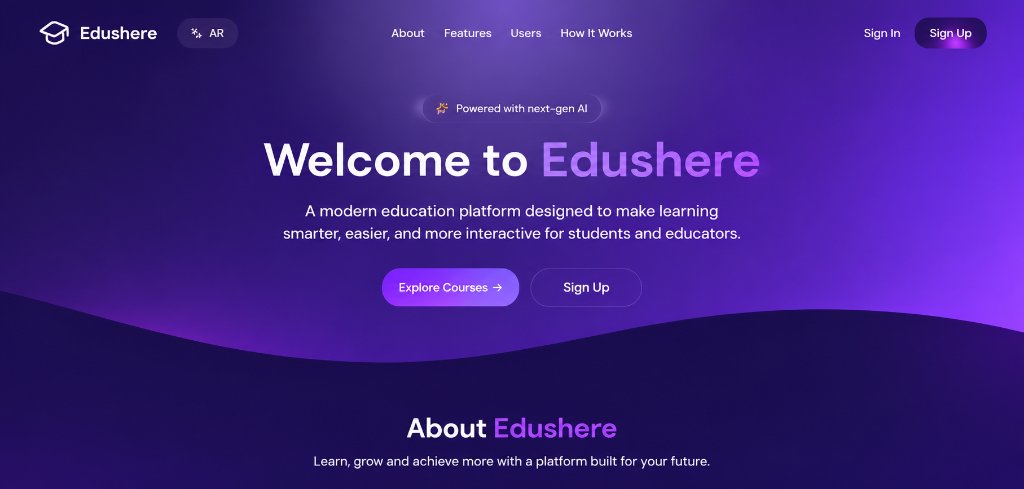 Edushere
AR
About
Features
Users
How It Works
Sign In
Sign Up
Powered with next-gen AI
Welcome to Edushere
A modern education platform designed to make learning
smarter, easier, and more interactive for students and educators.
Explore Courses →
Sign Up
About Edushere
Learn, grow and achieve more with a platform built for your future.